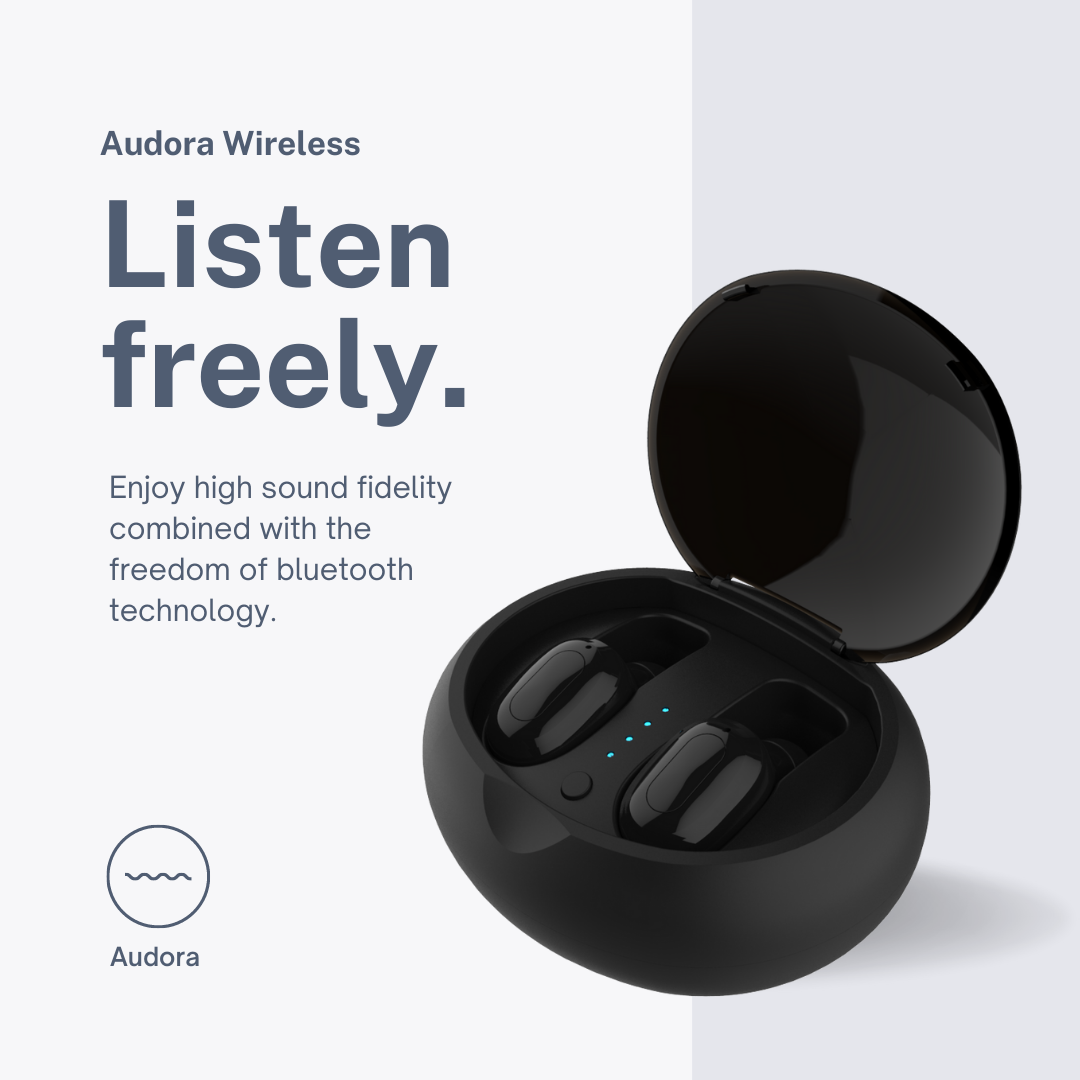 Audora Wireless
Listen
freely.
Enjoy high sound fidelity
combined with the
freedom of bluetooth
technology.
Audora